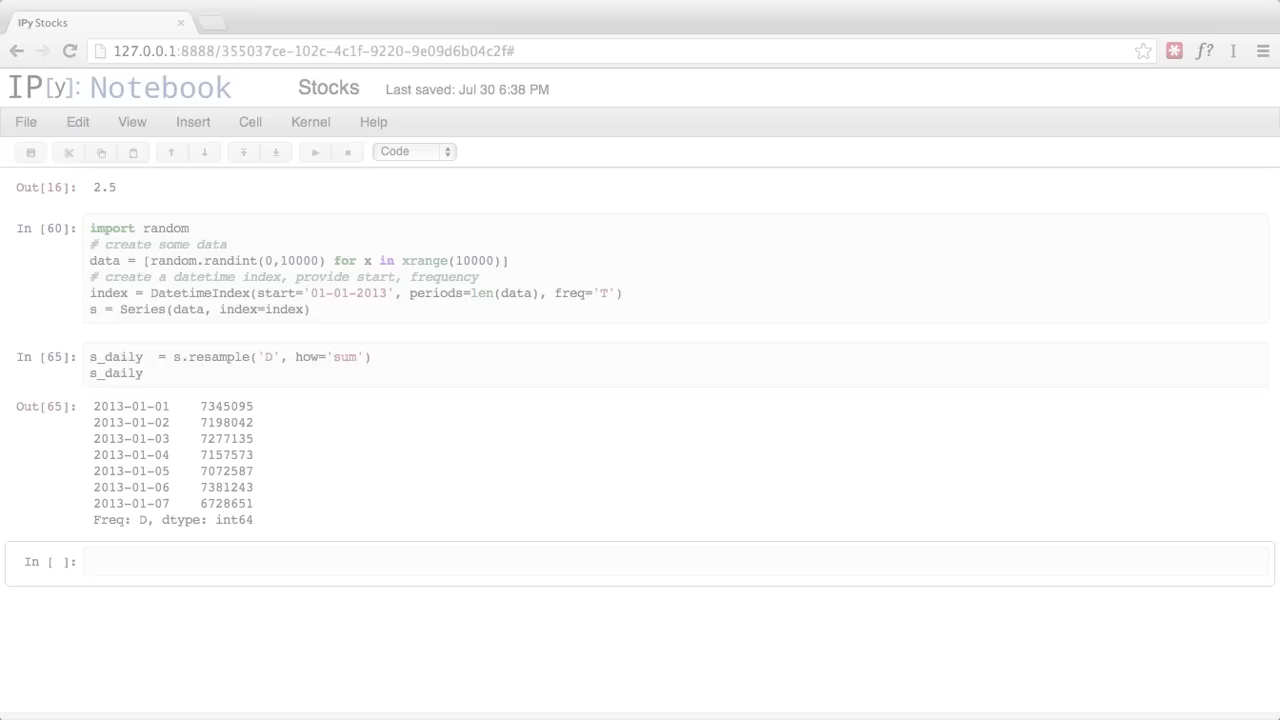 IPy Stocks
127.0.0.1:8888/355037ce-102c-4c1f-9220-9e09d6b04c2f#
f?
IP[y]: Notebook Stocks Last saved: Jul 30 6:38 PM
File Edit View Insert Cell Kernel Help
Code
Out[16]: 2.5
In [60]: import random
# create some data
data = [random.randint(0,10000) for x in xrange(10000)]
# create a datetime index, provide start, frequency
index = DatetimeIndex(start='01-01-2013', periods=len(data), freq='T')
s = Series(data, index=index)
In [65]: s_daily  = s.resample('D', how='sum')
s_daily
Out[65]: 2013-01-01    7345095
2013-01-02    7198042
2013-01-03    7277135
2013-01-04    7157573
2013-01-05    7072587
2013-01-06    7381243
2013-01-07    6728651
Freq: D, dtype: int64
In [ ]: